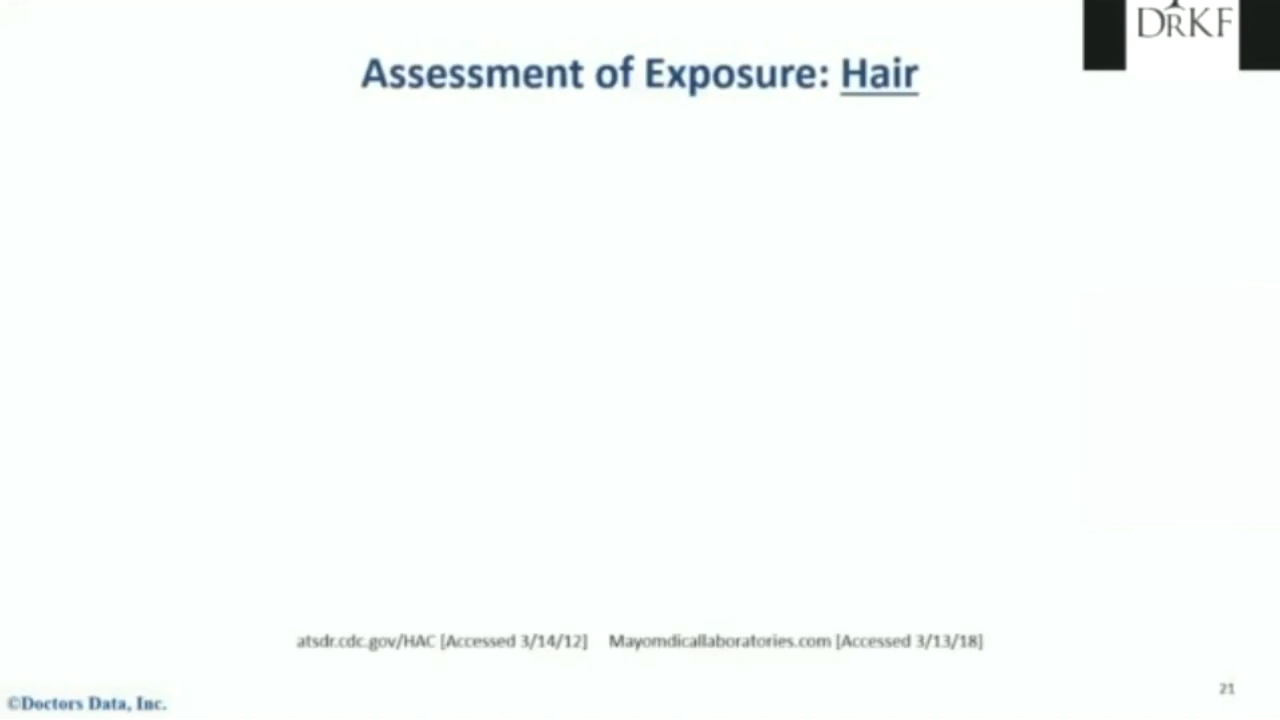 DRKF
Assessment of Exposure: Hair
atsdr.cdc.gov/HAC [Accessed 3/14/12] Mayomdicallaboratories.com [Accessed 3/13/18]
21
©Doctors Data, Inc.